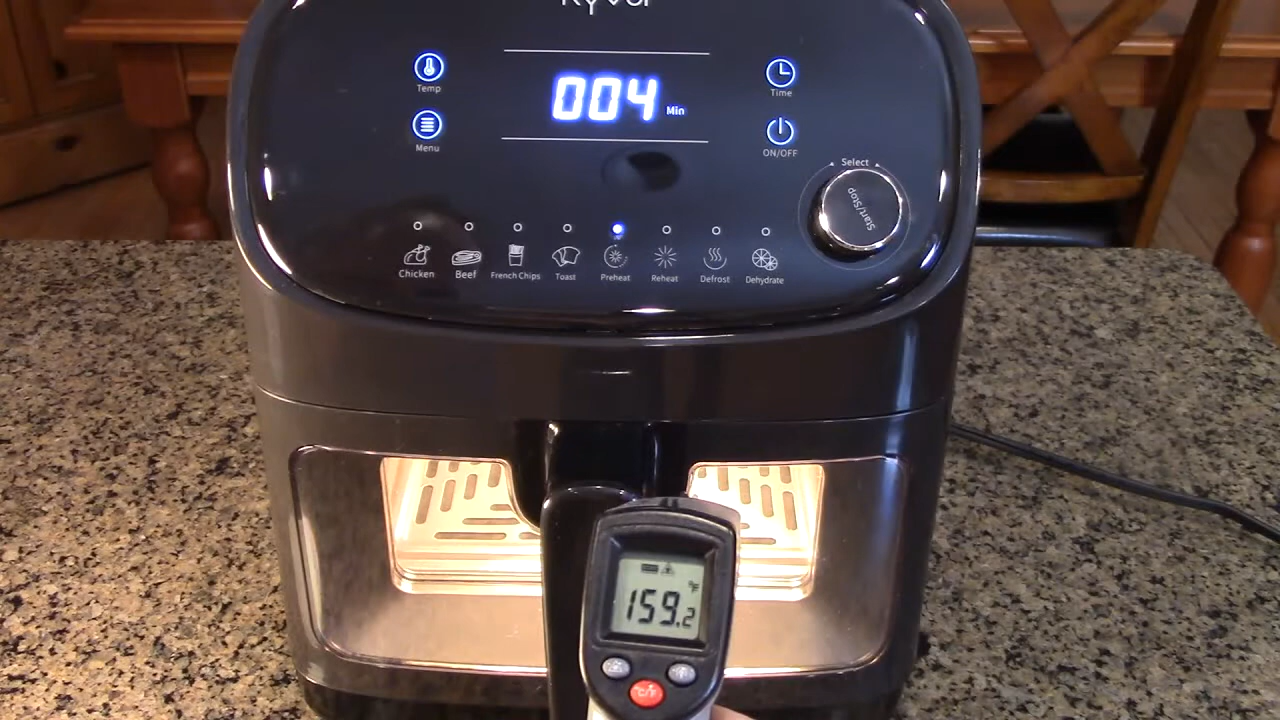 Temp
Menu
004 Min
Time
ON/OFF
Select
Start/Stop
Chicken
Beef
French Chips
Toast
Preheat
Reheat
Defrost
Dehydrate
°F
159.2
°C/°F